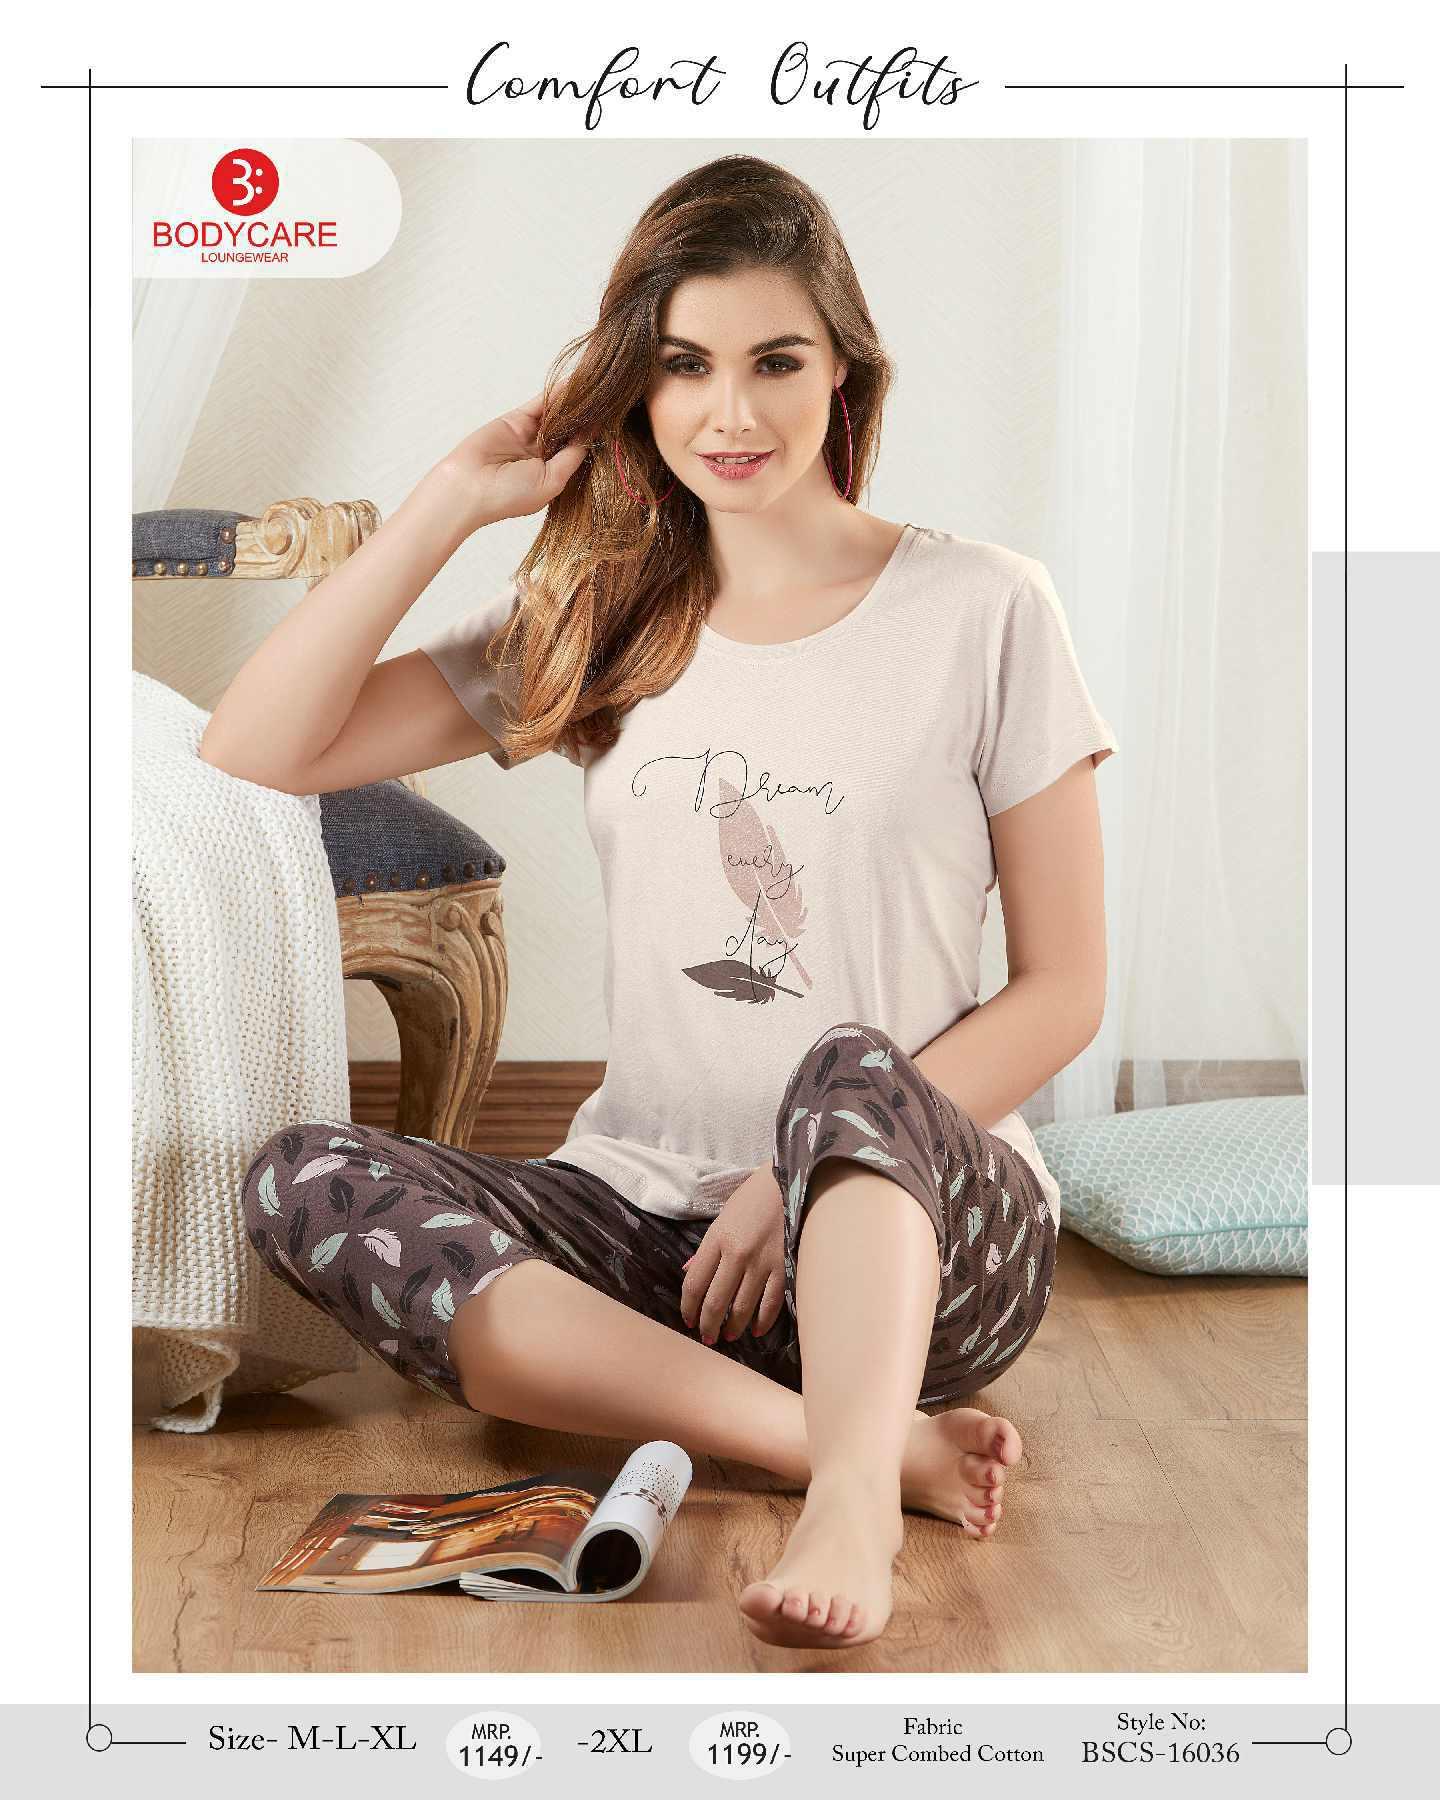 Comfort Outfits
B:
BODYCARE
LOUNGEWEAR
Dream
every
day
Size- M-L-XL
MRP.
1149/-
-2XL
MRP.
1199/-
Fabric
Super Combed Cotton
Style No:
BSCS-16036